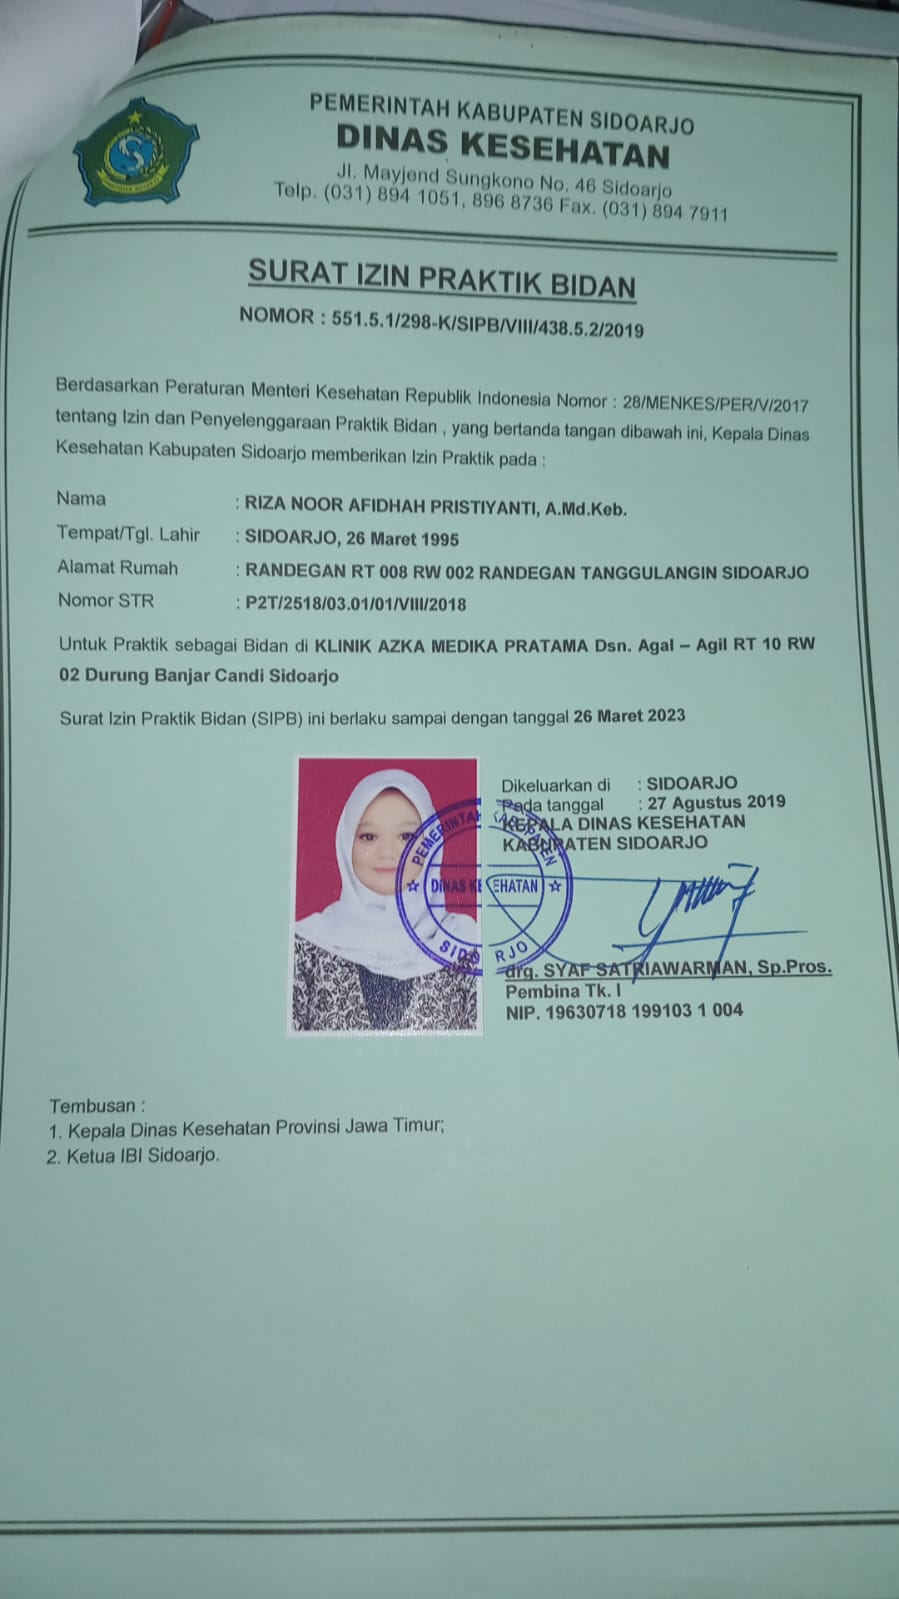 PEMERINTAH KABUPATEN SIDOARJO
DINAS KESEHATAN
Jl. Mayjend Sungkono No. 46 Sidoarjo
Telp. (031) 894 1051, 896 8736 Fax. (031) 894 7911
SURAT IZIN PRAKTIK BIDAN
NOMOR : 551.5.1/298-K/SIPB/VIII/438.5.2/2019
Berdasarkan Peraturan Menteri Kesehatan Republik Indonesia Nomor : 28/MENKES/PER/V/2017
tentang Izin dan Penyelenggaraan Praktik Bidan , yang bertanda tangan dibawah ini, Kepala Dinas
Kesehatan Kabupaten Sidoarjo memberikan Izin Praktik pada :
Nama : RIZA NOOR AFIDHAH PRISTIYANTI, A.Md.Keb.
Tempat/Tgl. Lahir : SIDOARJO, 26 Maret 1995
Alamat Rumah : RANDEGAN RT 008 RW 002 RANDEGAN TANGGULANGIN SIDOARJO
Nomor STR : P2T/2518/03.01/01/VIII/2018
Untuk Praktik sebagai Bidan di KLINIK AZKA MEDIKA PRATAMA Dsn. Agal – Agil RT 10 RW
02 Durung Banjar Candi Sidoarjo
Surat Izin Praktik Bidan (SIPB) ini berlaku sampai dengan tanggal 26 Maret 2023
Dikeluarkan di : SIDOARJO
Pada tanggal : 27 Agustus 2019
KEPALA DINAS KESEHATAN
KABUPATEN SIDOARJO
PEMERINTAH KABUPATEN
DINAS KESEHATAN
SIDOARJO
drg. SYAF SATRIAWARMAN, Sp.Pros.
Pembina Tk. I
NIP. 19630718 199103 1 004
Tembusan :
1. Kepala Dinas Kesehatan Provinsi Jawa Timur;
2. Ketua IBI Sidoarjo.